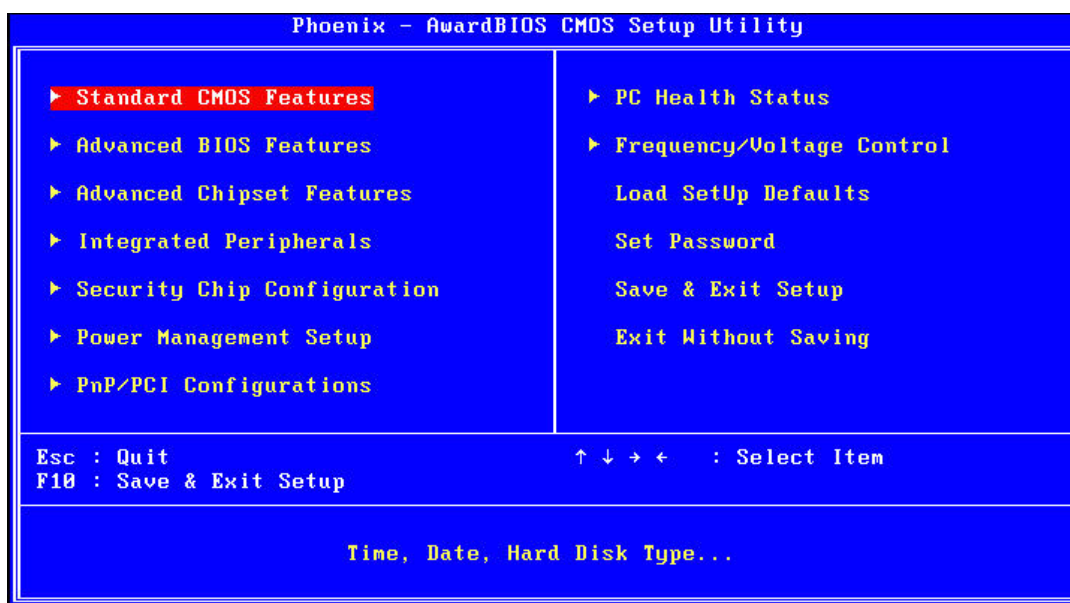 Phoenix - AwardBIOS CMOS Setup Utility
▶ Standard CMOS Features
▶ Advanced BIOS Features
▶ Advanced Chipset Features
▶ Integrated Peripherals
▶ Security Chip Configuration
▶ Power Management Setup
▶ PnP/PCI Configurations
▶ PC Health Status
▶ Frequency/Voltage Control
Load SetUp Defaults
Set Password
Save & Exit Setup
Exit Without Saving
Esc : Quit
F10 : Save & Exit Setup
↑ ↓ → ← : Select Item
Time, Date, Hard Disk Type...